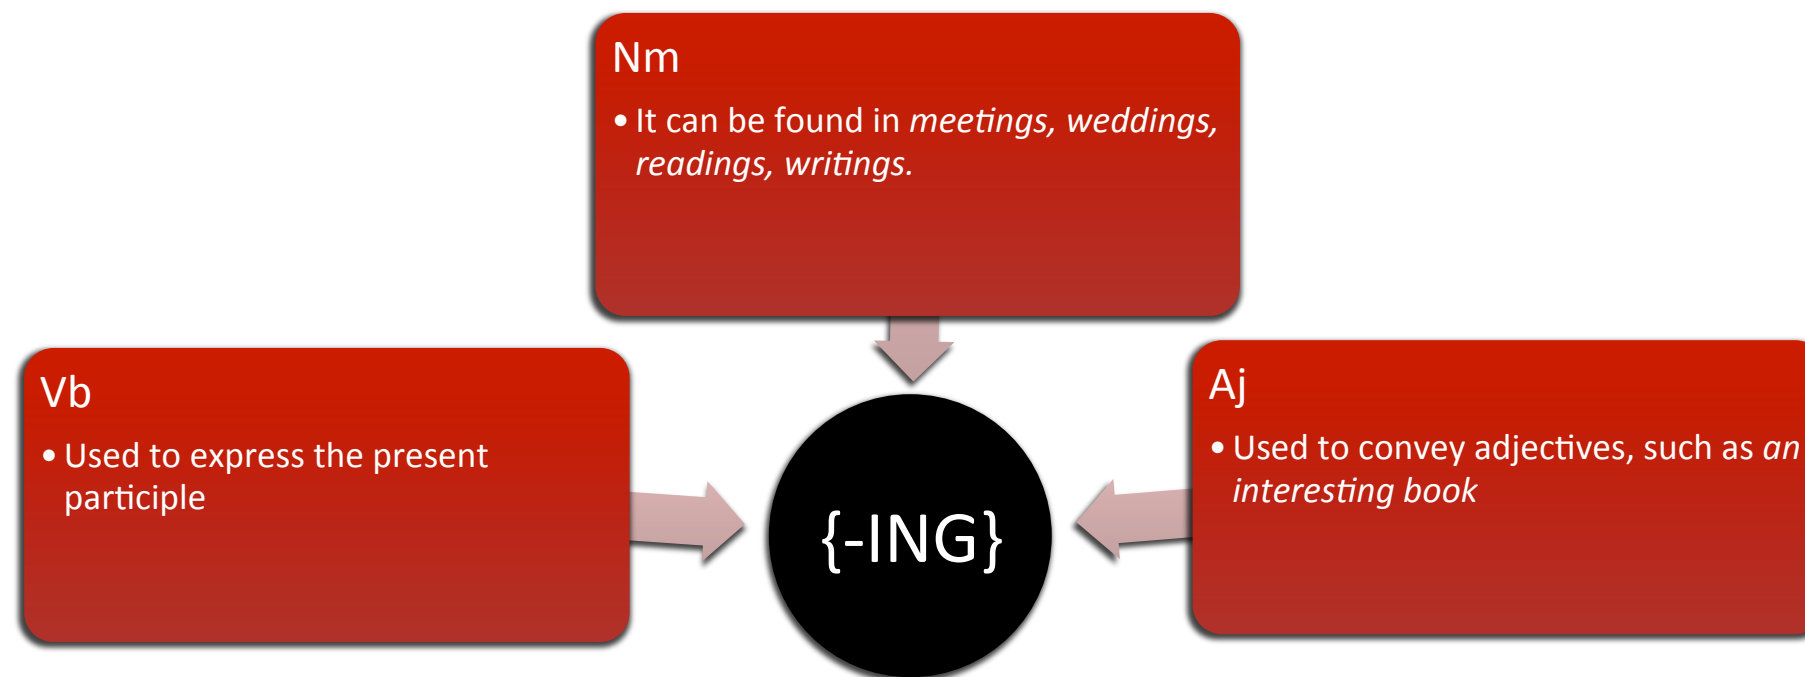 Nm
• It can be found in meetings, weddings,
readings, writings.
Vb
• Used to express the present
participle
{-ING}
Aj
• Used to convey adjectives, such as an
interesting book